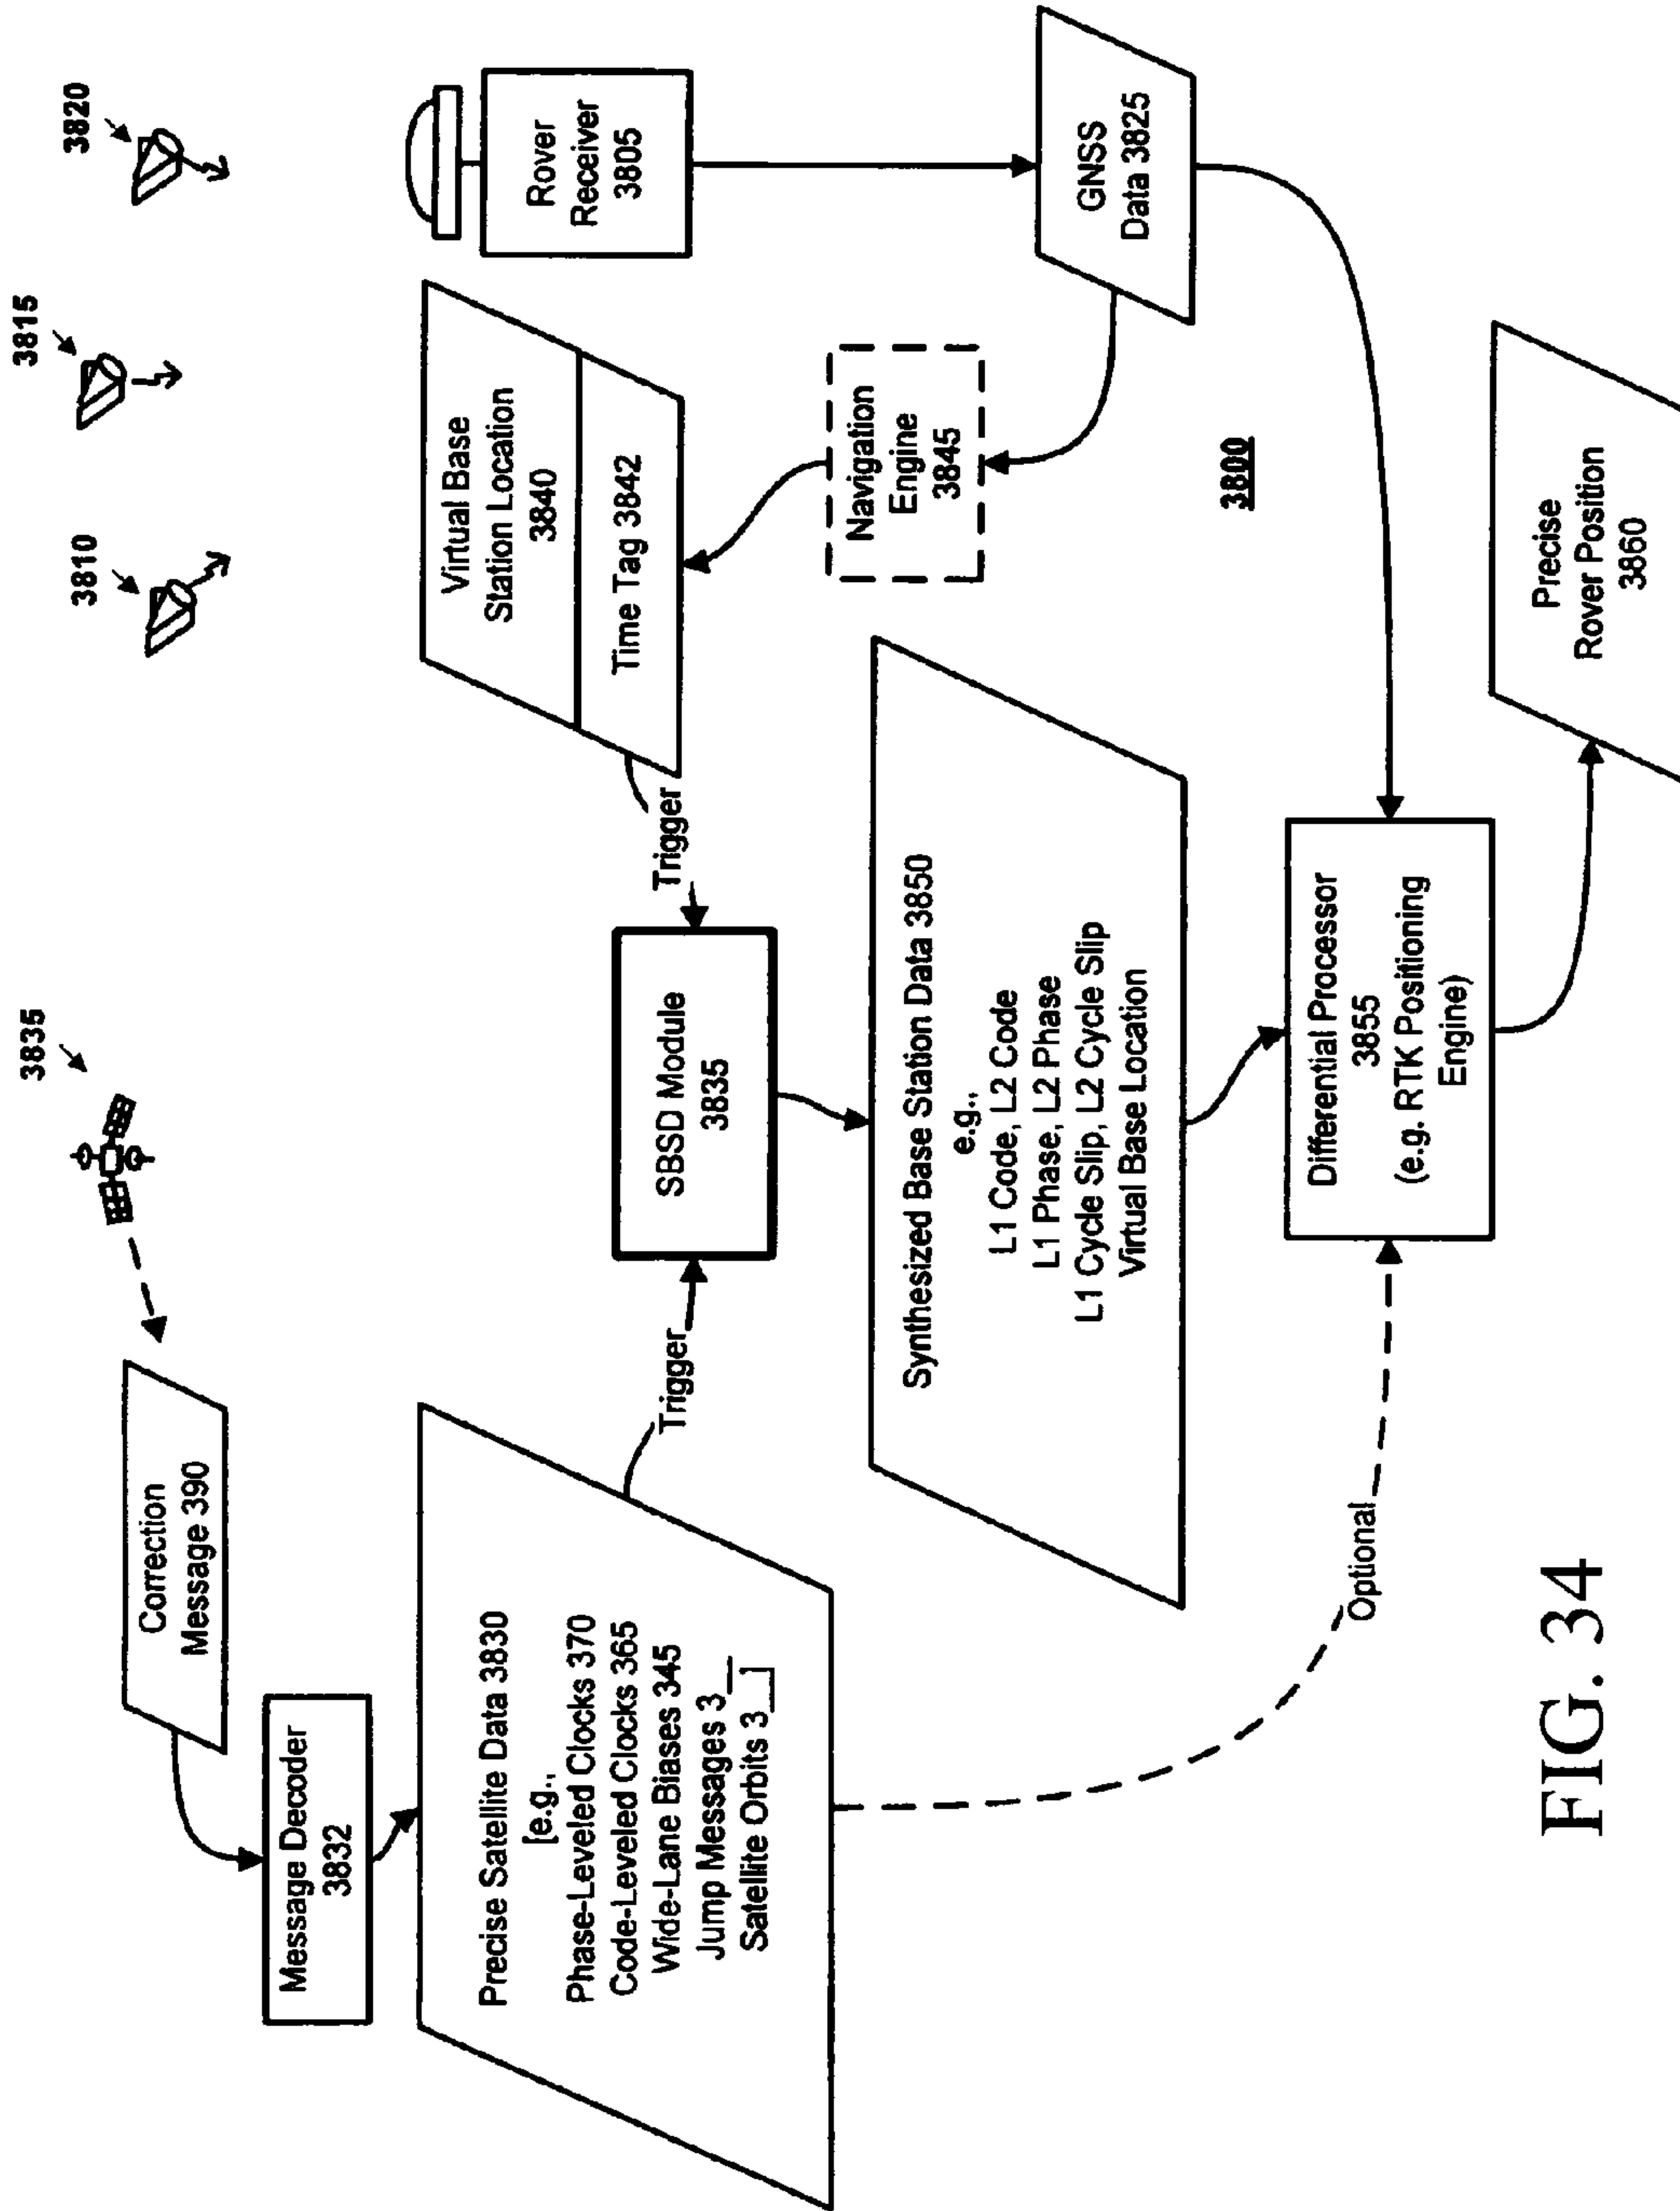 3835
3810
3815
3820
Correction
Message 390
Message Decoder
3832
Precise Satellite Data 3830
[e.g.,
Phase-Leveled Clocks 370
Code-Leveled Clocks 365
Wide-Lane Biases 345
Jump Messages 3__
Satellite Orbits 3__]
Trigger
SBSD Module
3835
Trigger
Virtual Base
Station Location
3840
Time Tag 3842
Rover
Receiver
3805
Navigation
Engine
3845
GNSS
Data 3825
3800
Synthesized Base Station Data 3850
e.g.,
L1 Code, L2 Code
L1 Phase, L2 Phase
L1 Cycle Slip, L2 Cycle Slip
Virtual Base Location
Optional
Differential Processor
3855
(e.g. RTK Positioning
Engine)
Precise
Rover Position
3860
FIG. 34